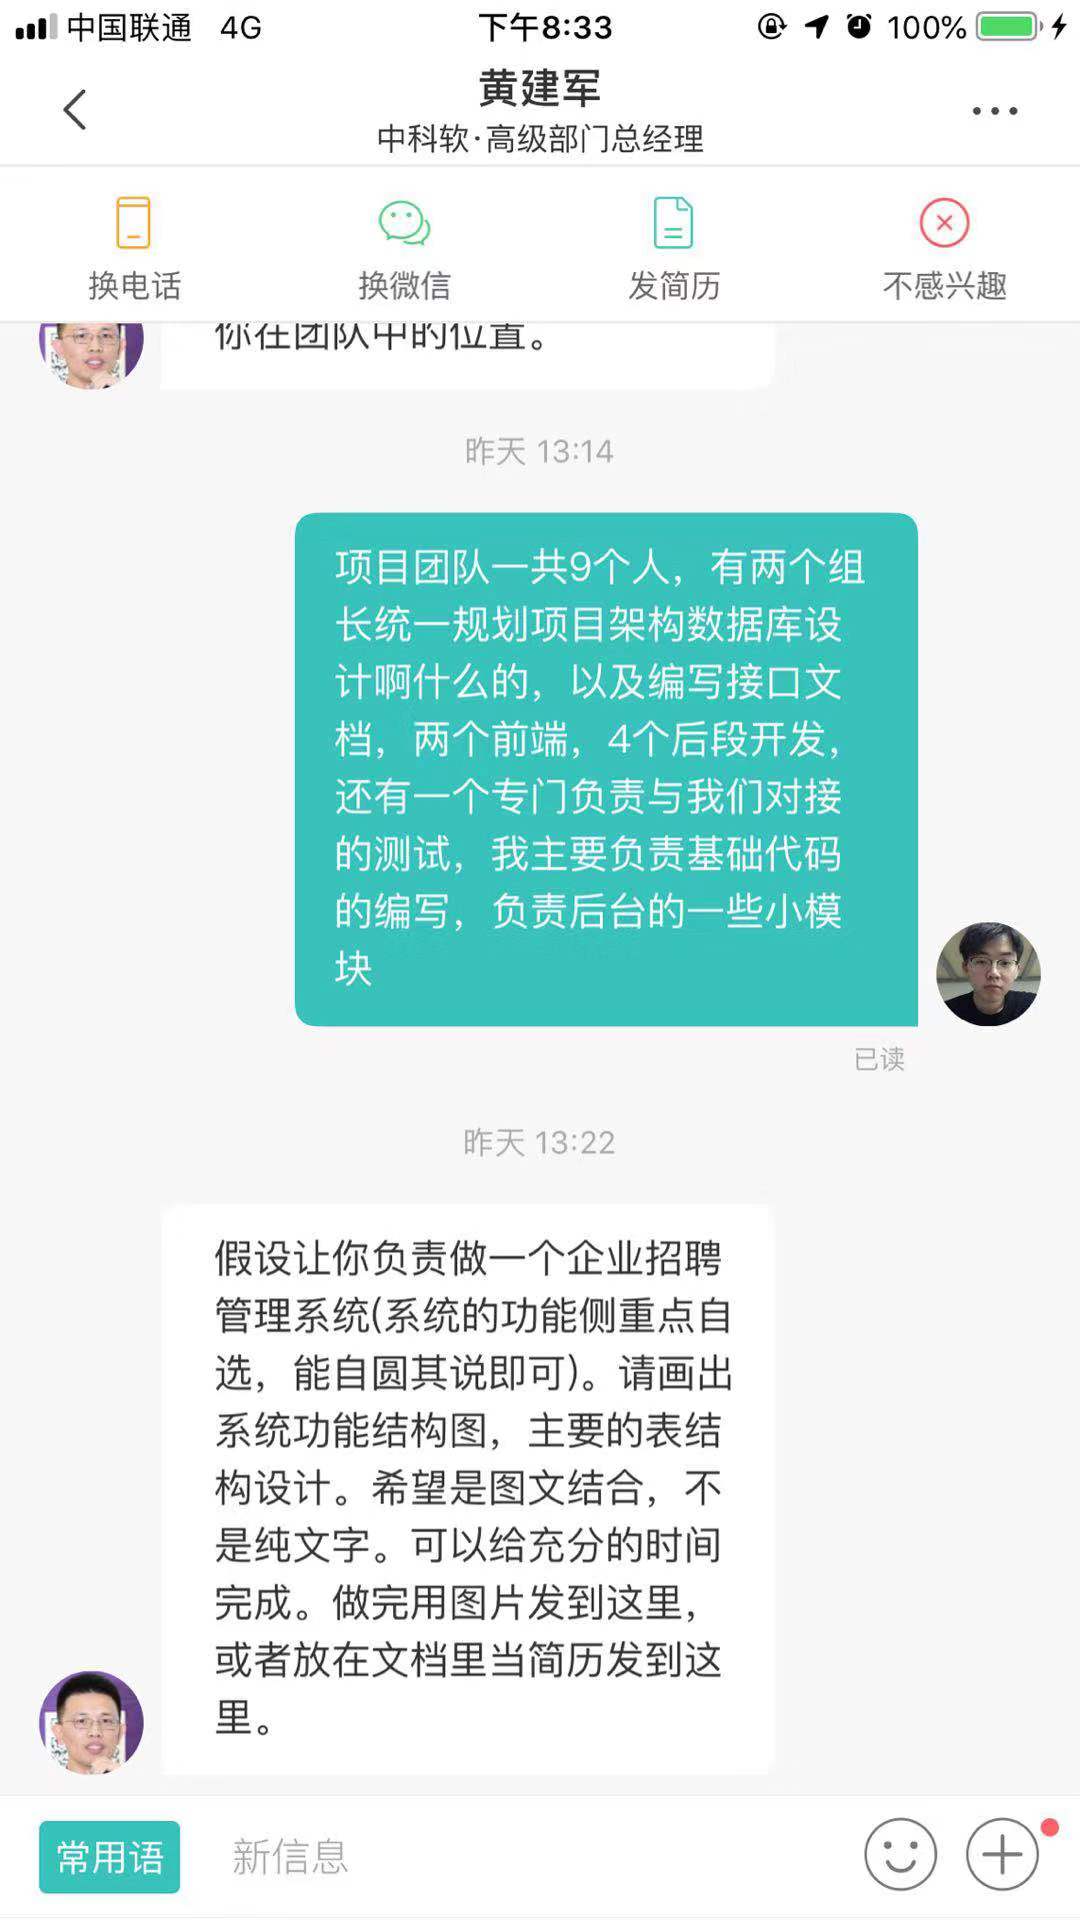 中国联通 4G 下午8:33 100%
黄建军
中科软·高级部门总经理
换电话 换微信 发简历 不感兴趣
你在团队中的位置。
昨天 13:14
项目团队一共9个人，有两个组
长统一规划项目架构数据库设
计啊什么的，以及编写接口文
档，两个前端，4个后段开发，
还有一个专门负责与我们对接
的测试，我主要负责基础代码
的编写，负责后台的一些小模
块
已读
昨天 13:22
假设让你负责做一个企业招聘
管理系统(系统的功能侧重点自
选，能自圆其说即可)。请画出
系统功能结构图，主要的表结
构设计。希望是图文结合，不
是纯文字。可以给充分的时间
完成。做完用图片发到这里，
或者放在文档里当简历发到这
里。
常用语 新信息